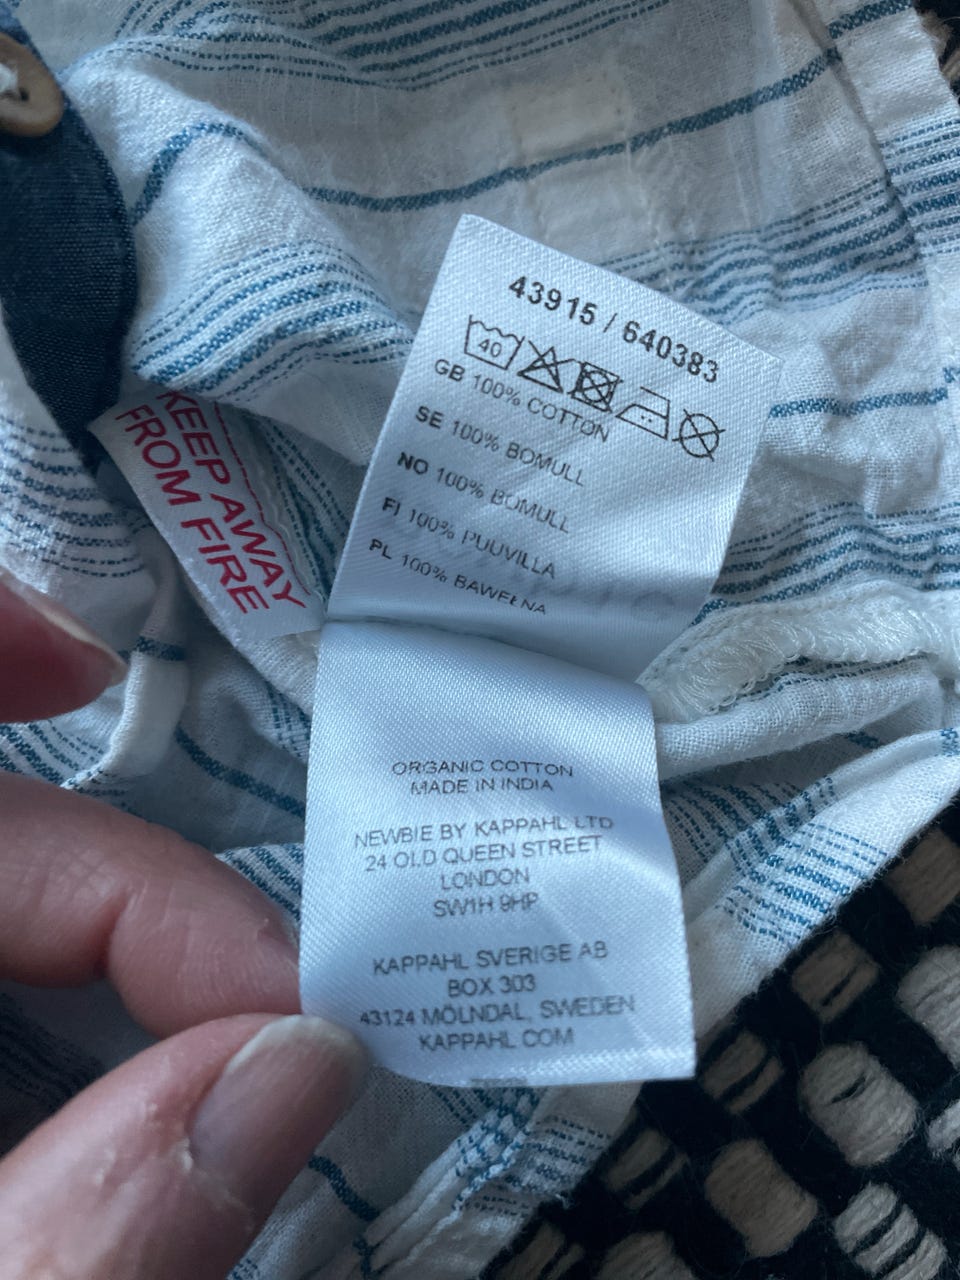 43915 / 640383
40
GB 100% COTTON
SE 100% BOMULL
NO 100% BOMULL
FI 100% PUUVILLA
PL 100% BAWEŁNA
KEEP AWAY
FROM FIRE
ORGANIC COTTON
MADE IN INDIA
NEWBIE BY KAPPAHL LTD
24 OLD QUEEN STREET
LONDON
SW1H 9HP
KAPPAHL SVERIGE AB
BOX 303
43124 MÖLNDAL, SWEDEN
KAPPAHL.COM